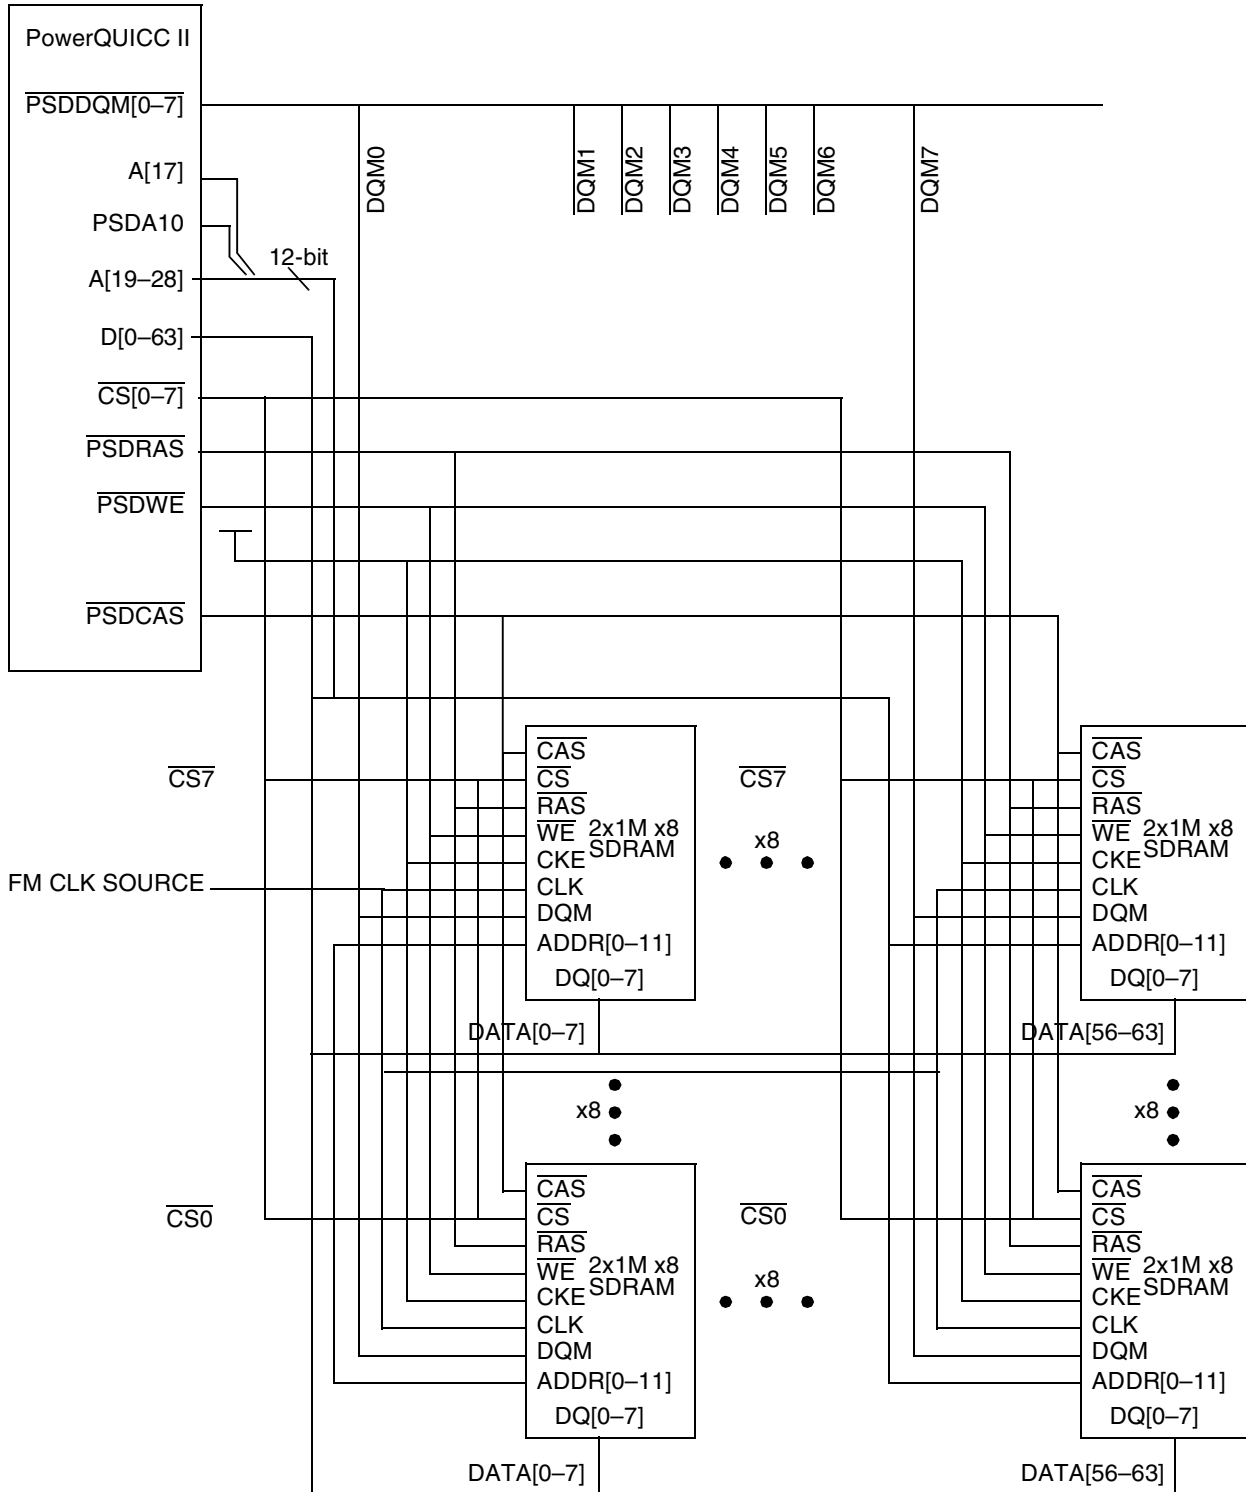 PowerQUICC II
PSDDQM[0–7]
A[17]
PSDA10
A[19–28]
12-bit
D[0–63]
CS[0–7]
PSDRAS
PSDWE
PSDCAS
DQM0
DQM1
DQM2
DQM3
DQM4
DQM5
DQM6
DQM7
CS7
CAS
CS
RAS
WE
2x1M x8
SDRAM
CKE
CLK
DQM
ADDR[0–11]
DQ[0–7]
DATA[0–7]
CS7
x8
CAS
CS
RAS
WE
2x1M x8
SDRAM
CKE
CLK
DQM
ADDR[0–11]
DQ[0–7]
DATA[56–63]
FM CLK SOURCE
x8
x8
CS0
CAS
CS
RAS
WE
2x1M x8
SDRAM
CKE
CLK
DQM
ADDR[0–11]
DQ[0–7]
DATA[0–7]
CS0
x8
CAS
CS
RAS
WE
2x1M x8
SDRAM
CKE
CLK
DQM
ADDR[0–11]
DQ[0–7]
DATA[56–63]